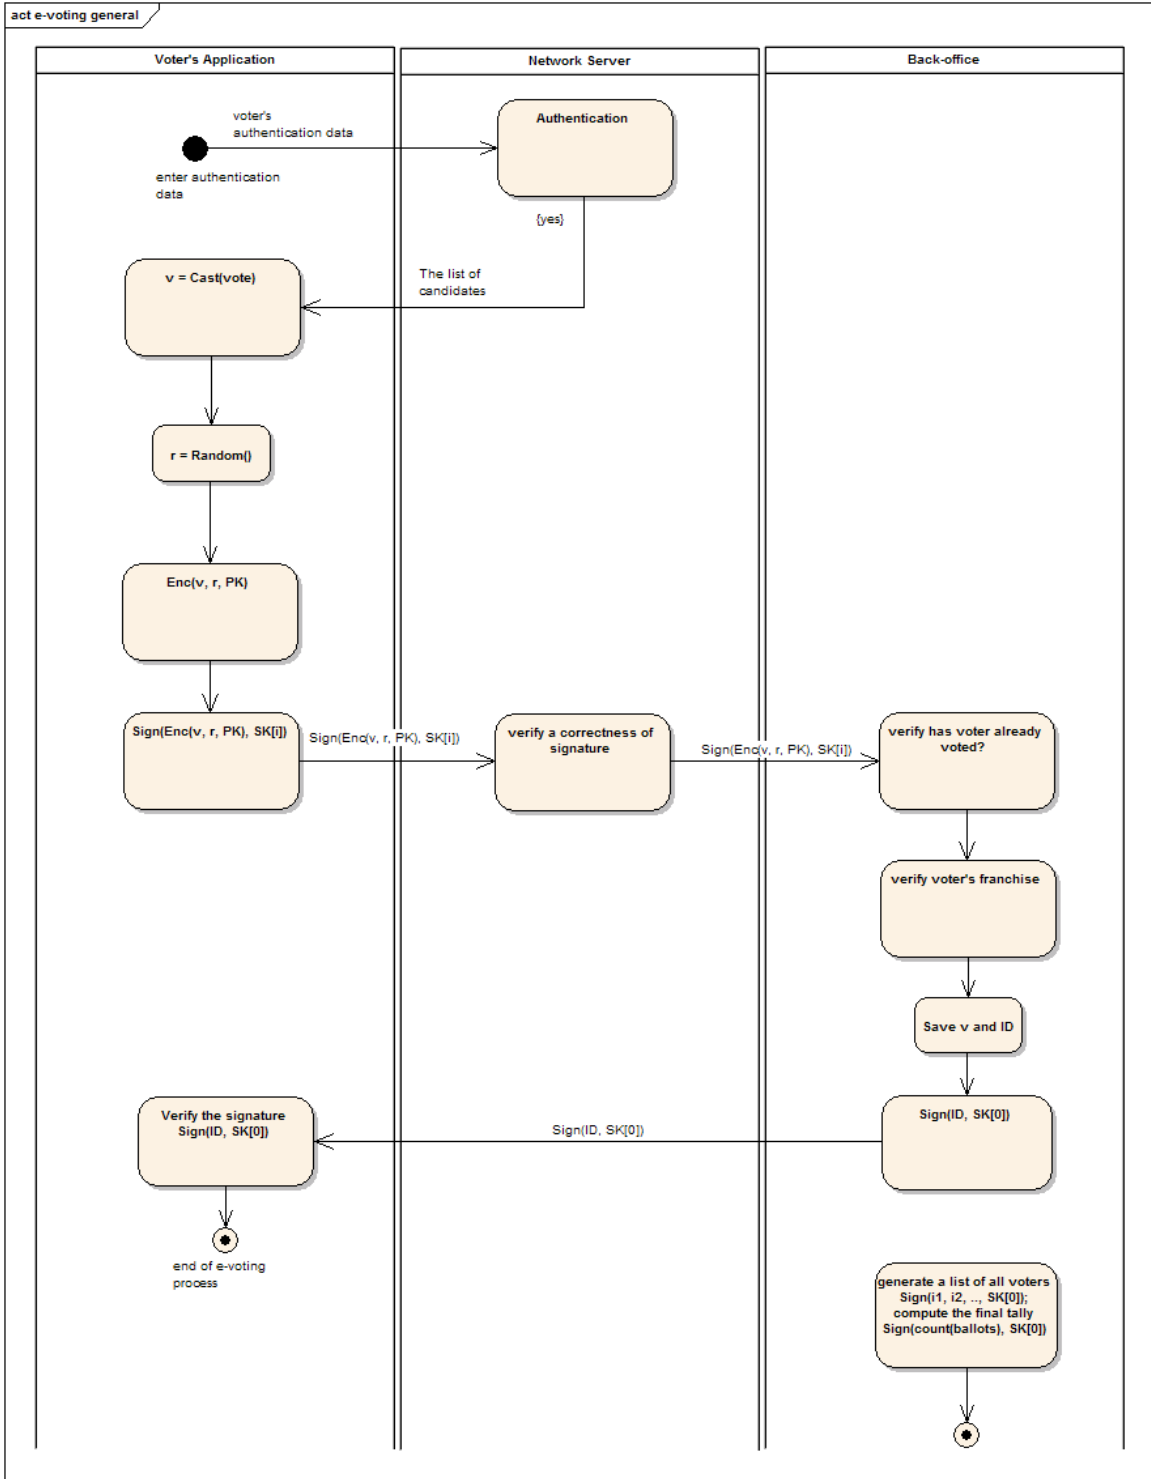 act e-voting general
Voter's Application
Network Server
Back-office
voter's
authentication data
Authentication
enter authentication
data
{yes}
The list of
candidates
v = Cast(vote)
r = Random()
Enc(v, r, PK)
Sign(Enc(v, r, PK), SK[i])
Sign(Enc(v, r, PK), SK[i])
verify a correctness of
signature
Sign(Enc(v, r, PK), SK[i])
verify has voter already
voted?
verify voter's franchise
Save v and ID
Sign(ID, SK[0])
Sign(ID, SK[0])
Verify the signature
Sign(ID, SK[0])
end of e-voting
process
generate a list of all voters
Sign(i1, i2, .., SK[0]);
compute the final tally
Sign(count(ballots), SK[0])